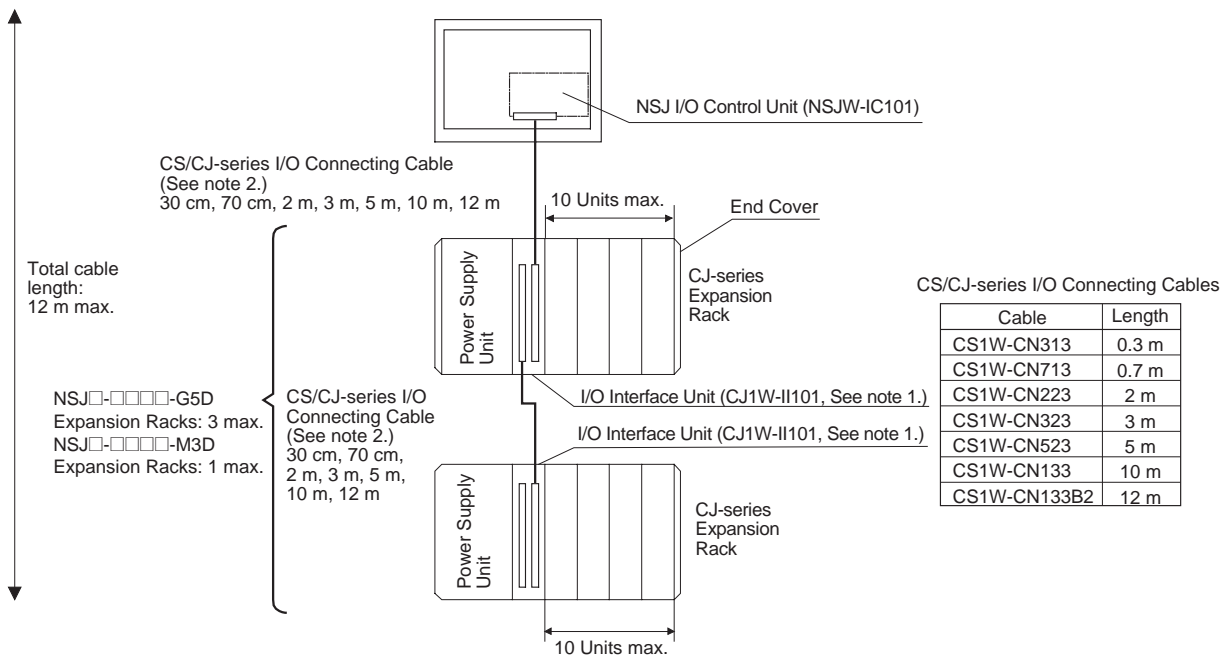 NSJ I/O Control Unit (NSJW-IC101)
CS/CJ-series I/O Connecting Cable
(See note 2.)
30 cm, 70 cm, 2 m, 3 m, 5 m, 10 m, 12 m
10 Units max.
End Cover
Total cable
length:
12 m max.
Power Supply
Unit
CJ-series
Expansion
Rack
CS/CJ-series I/O Connecting Cables
Cable Length
CS1W-CN313 0.3 m
CS1W-CN713 0.7 m
CS1W-CN223 2 m
CS1W-CN323 3 m
CS1W-CN523 5 m
CS1W-CN133 10 m
CS1W-CN133B2 12 m
NSJ□-□□□□-G5D
Expansion Racks: 3 max.
NSJ□-□□□□-M3D
Expansion Racks: 1 max.
CS/CJ-series I/O
Connecting Cable
(See note 2.)
30 cm, 70 cm,
2 m, 3 m, 5 m,
10 m, 12 m
I/O Interface Unit (CJ1W-II101, See note 1.)
I/O Interface Unit (CJ1W-II101, See note 1.)
Power Supply
Unit
CJ-series
Expansion
Rack
10 Units max.